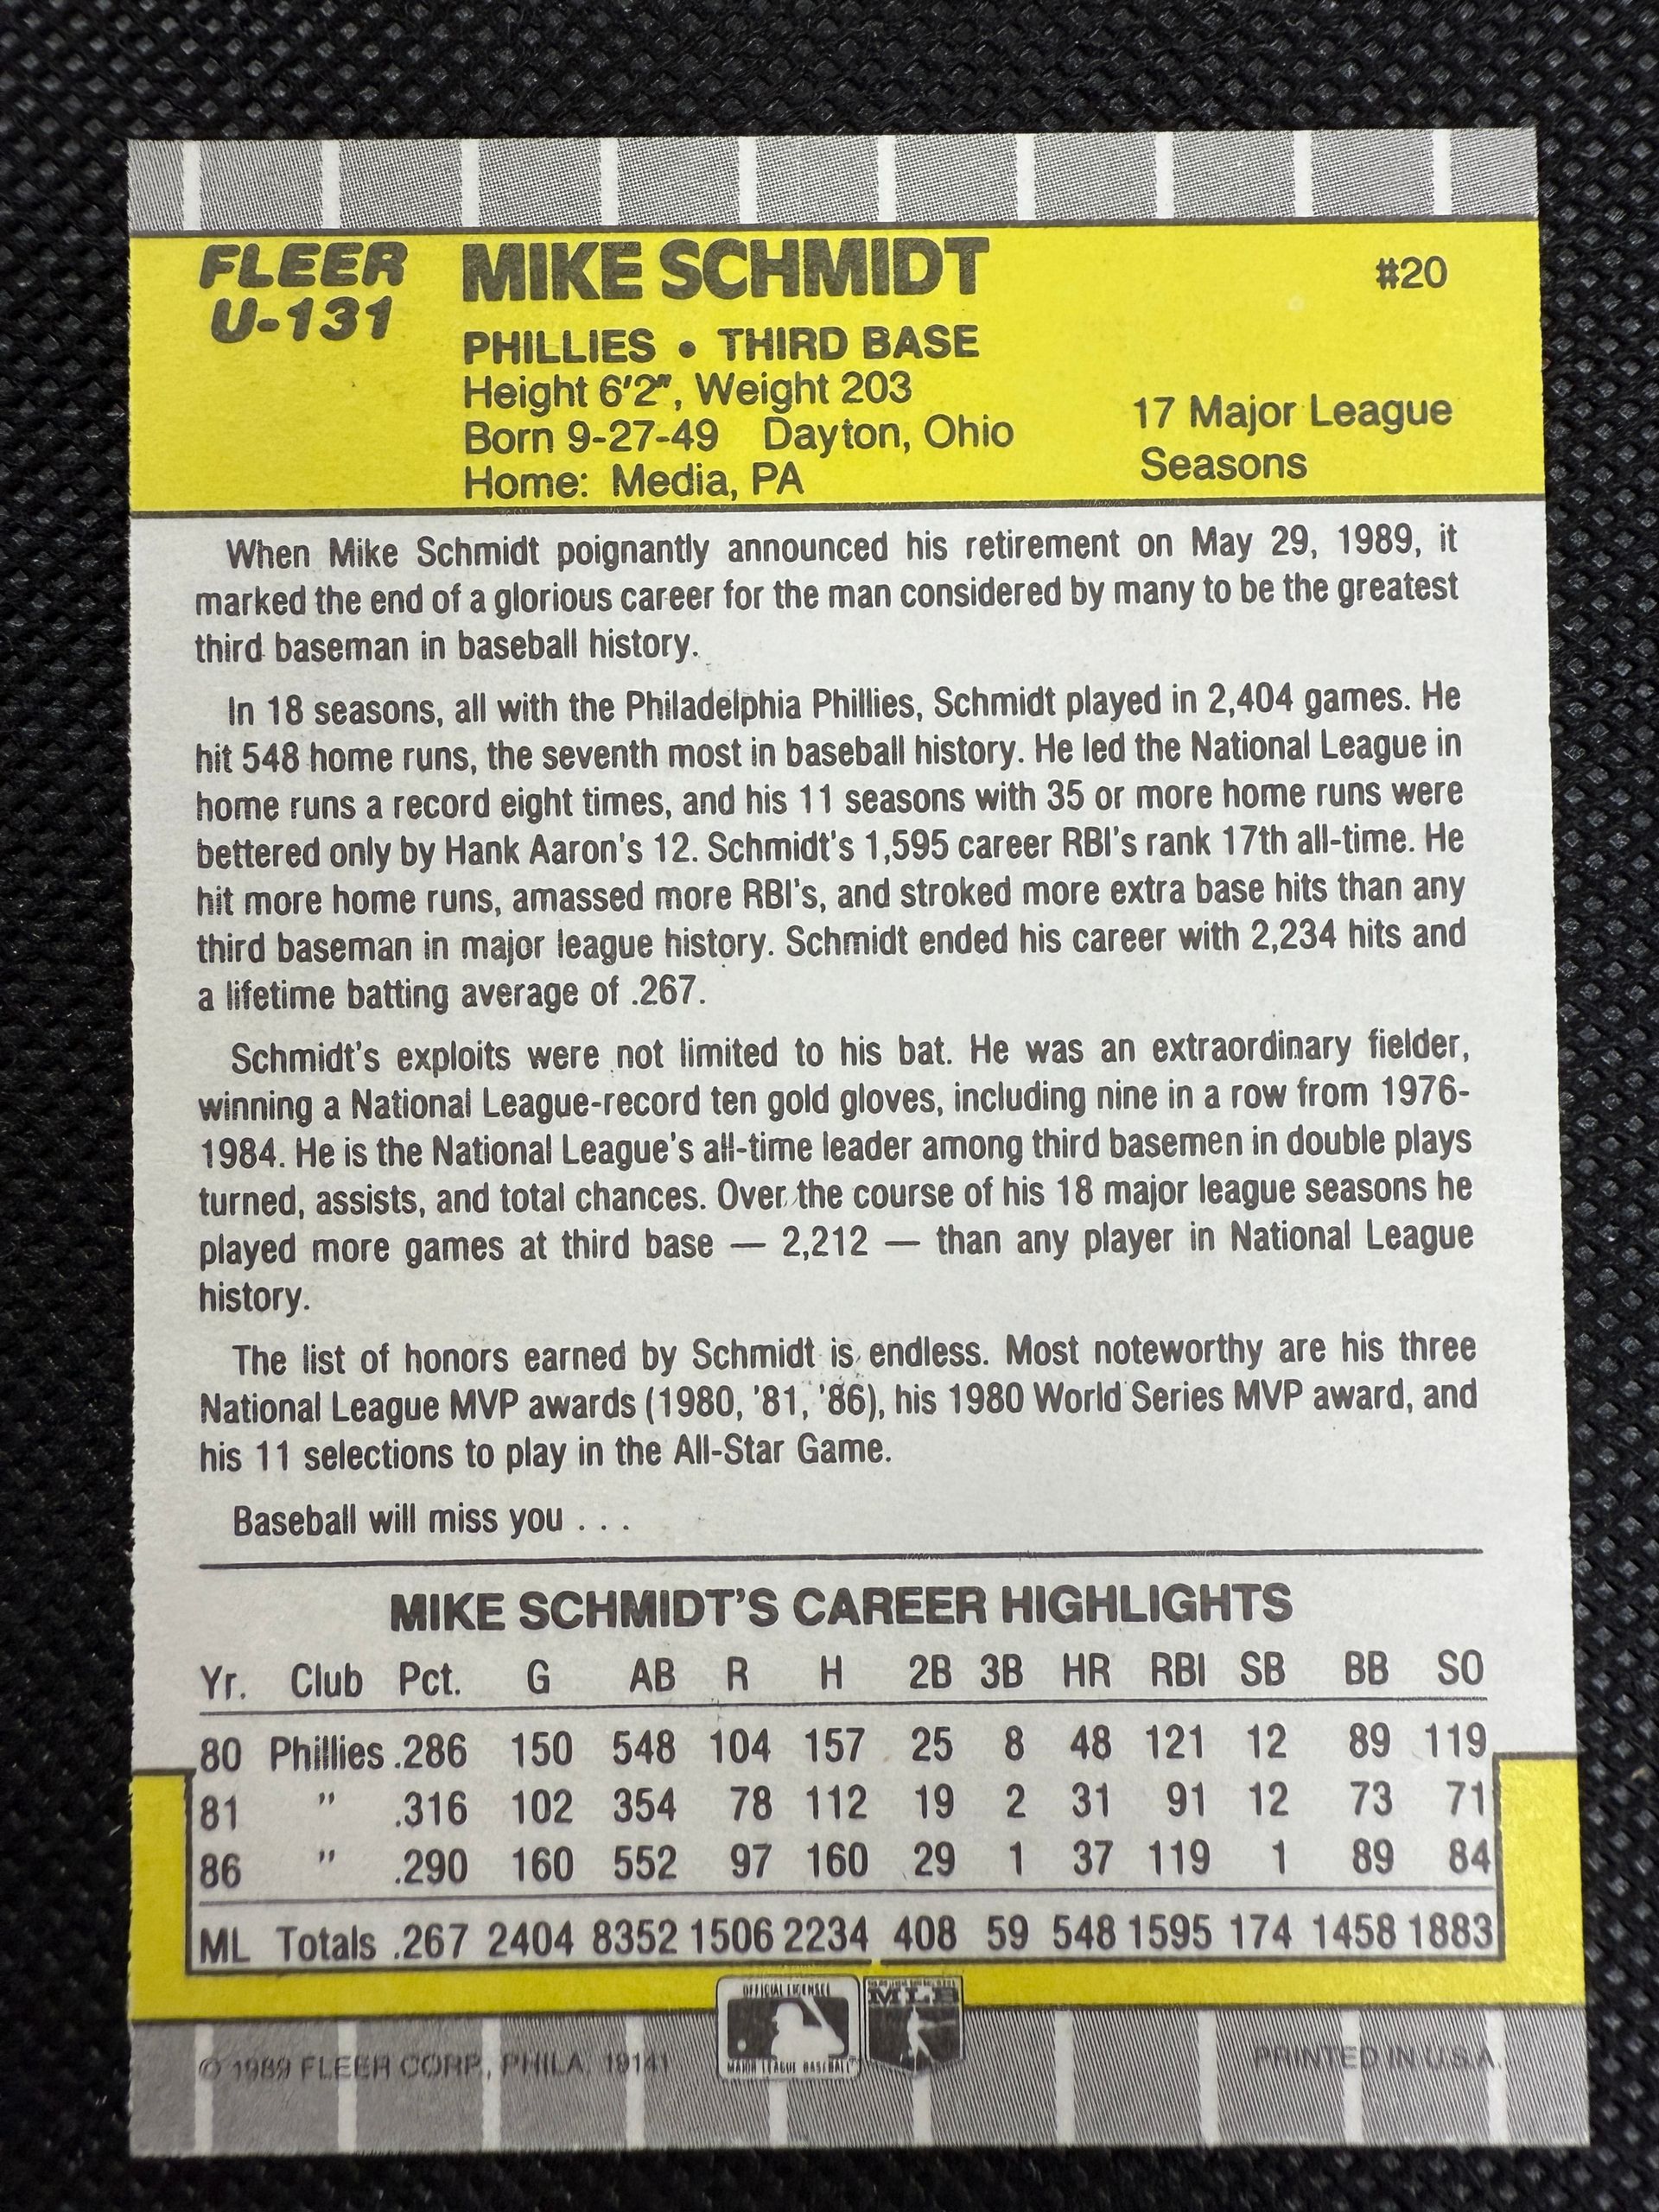 FLEER
U-131
MIKE SCHMIDT
#20
PHILLIES • THIRD BASE
Height 6'2", Weight 203
Born 9-27-49 Dayton, Ohio
Home: Media, PA
17 Major League
Seasons
When Mike Schmidt poignantly announced his retirement on May 29, 1989, it
marked the end of a glorious career for the man considered by many to be the greatest
third baseman in baseball history.
In 18 seasons, all with the Philadelphia Phillies, Schmidt played in 2,404 games. He
hit 548 home runs, the seventh most in baseball history. He led the National League in
home runs a record eight times, and his 11 seasons with 35 or more home runs were
bettered only by Hank Aaron's 12. Schmidt's 1,595 career RBI's rank 17th all-time. He
hit more home runs, amassed more RBI's, and stroked more extra base hits than any
third baseman in major league history. Schmidt ended his career with 2,234 hits and
a lifetime batting average of .267.
Schmidt's exploits were not limited to his bat. He was an extraordinary fielder,
winning a National League-record ten gold gloves, including nine in a row from 1976-
1984. He is the National League's all-time leader among third basemen in double plays
turned, assists, and total chances. Over the course of his 18 major league seasons he
played more games at third base — 2,212 — than any player in National League
history.
The list of honors earned by Schmidt is endless. Most noteworthy are his three
National League MVP awards (1980, '81, '86), his 1980 World Series MVP award, and
his 11 selections to play in the All-Star Game.
Baseball will miss you . . .
MIKE SCHMIDT'S CAREER HIGHLIGHTS
Yr. Club Pct. G AB R H 2B 3B HR RBI SB BB SO
80 Phillies .286 150 548 104 157 25 8 48 121 12 89 119
81 " .316 102 354 78 112 19 2 31 91 12 73 71
86 " .290 160 552 97 160 29 1 37 119 1 89 84
ML Totals .267 2404 8352 1506 2234 408 59 548 1595 174 1458 1883
OFFICIAL LICENSEE
MAJOR LEAGUE BASEBALL
MLB
© 1989 FLEER CORP., PHILA. 19141
PRINTED IN U.S.A.